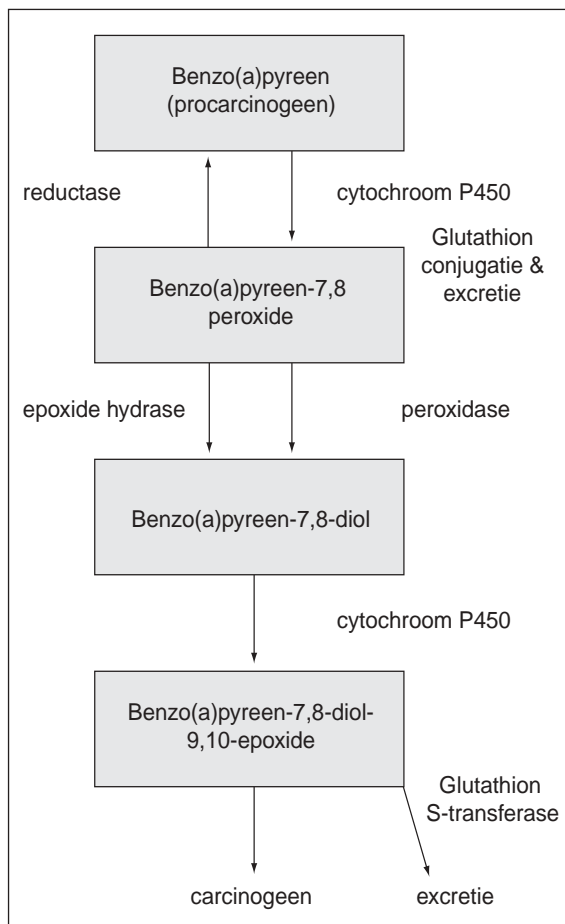 Benzo(a)pyreen
(procarcinogeen)
reductase
cytochroom P450
Glutathion
conjugatie &
excretie
Benzo(a)pyreen-7,8
peroxide
epoxide hydrase
peroxidase
Benzo(a)pyreen-7,8-diol
cytochroom P450
Benzo(a)pyreen-7,8-diol-
9,10-epoxide
Glutathion
S-transferase
carcinogeen
excretie